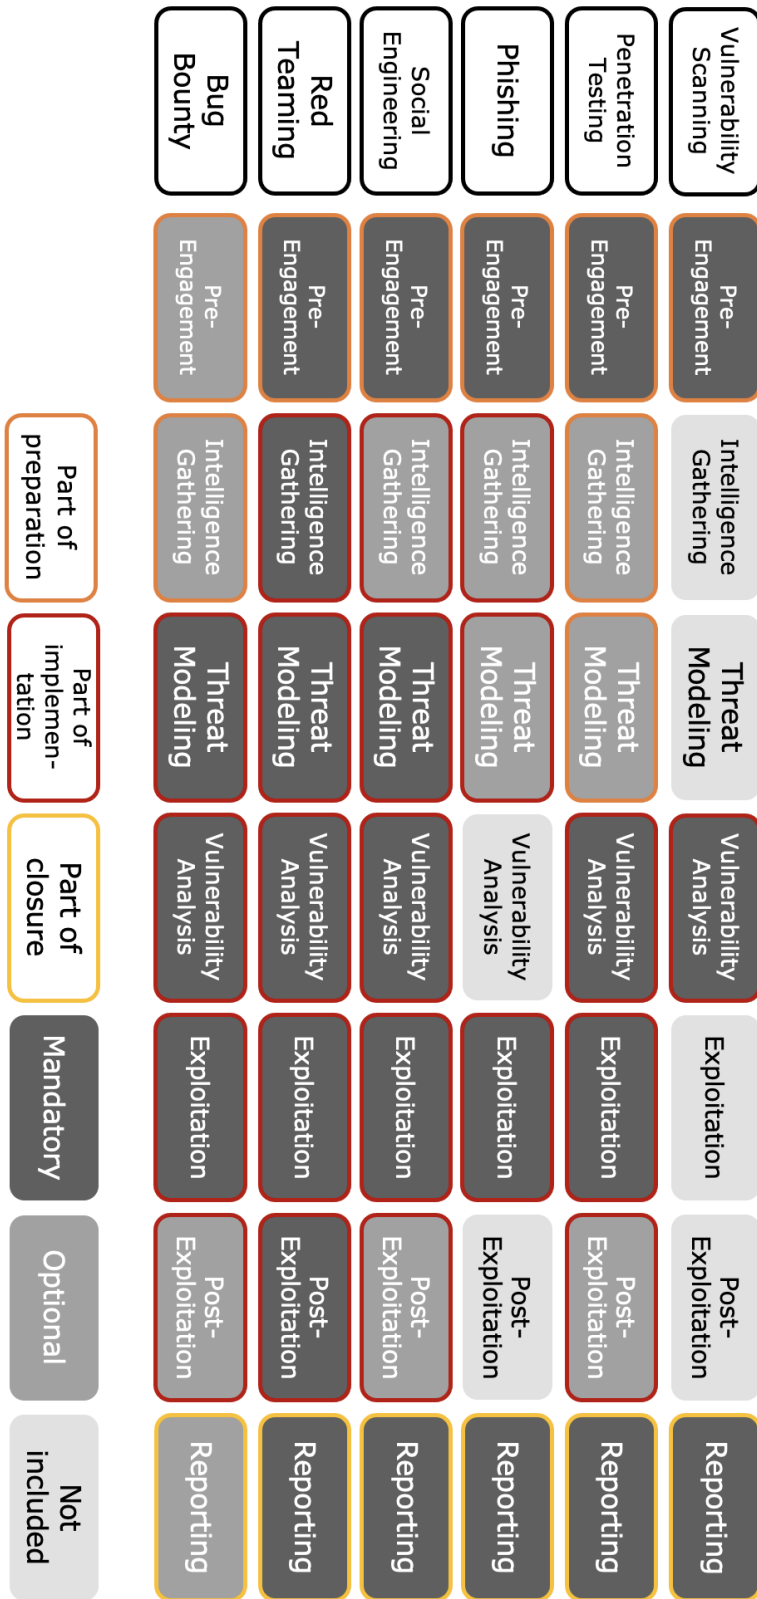 Vulnerability
Scanning
Pre-
Engagement
Intelligence
Gathering
Threat
Modeling
Vulnerability
Analysis
Exploitation
Post-
Exploitation
Reporting
Penetration
Testing
Pre-
Engagement
Intelligence
Gathering
Threat
Modeling
Vulnerability
Analysis
Exploitation
Post-
Exploitation
Reporting
Phishing
Pre-
Engagement
Intelligence
Gathering
Threat
Modeling
Vulnerability
Analysis
Exploitation
Post-
Exploitation
Reporting
Social
Engineering
Pre-
Engagement
Intelligence
Gathering
Threat
Modeling
Vulnerability
Analysis
Exploitation
Post-
Exploitation
Reporting
Red
Teaming
Pre-
Engagement
Intelligence
Gathering
Threat
Modeling
Vulnerability
Analysis
Exploitation
Post-
Exploitation
Reporting
Bug
Bounty
Pre-
Engagement
Intelligence
Gathering
Threat
Modeling
Vulnerability
Analysis
Exploitation
Post-
Exploitation
Reporting
Part of
preparation
Part of
implemen-
tation
Part of
closure
Mandatory
Optional
Not
included